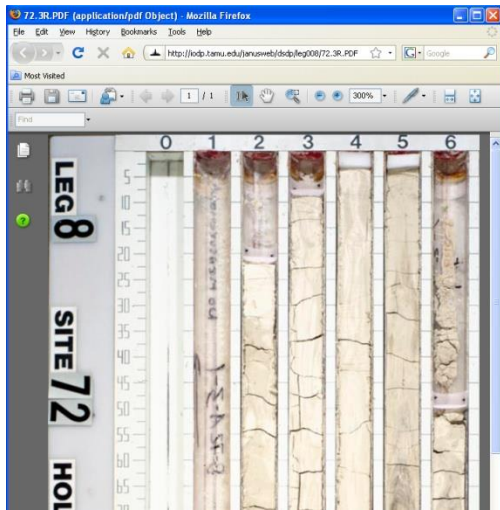 72.3R.PDF (application/pdf Object) - Mozilla Firefox
File Edit View History Bookmarks Tools Help
http://iodp.tamu.edu/janusweb/dsdp/leg008/72.3R.PDF
Google
Most Visited
1 / 1
300%
Find
0 1 2 3 4 5 6
LEG 8
SITE 72
HOL
5
10
15
20
25
30
35
40
45
50
55
60
65
70